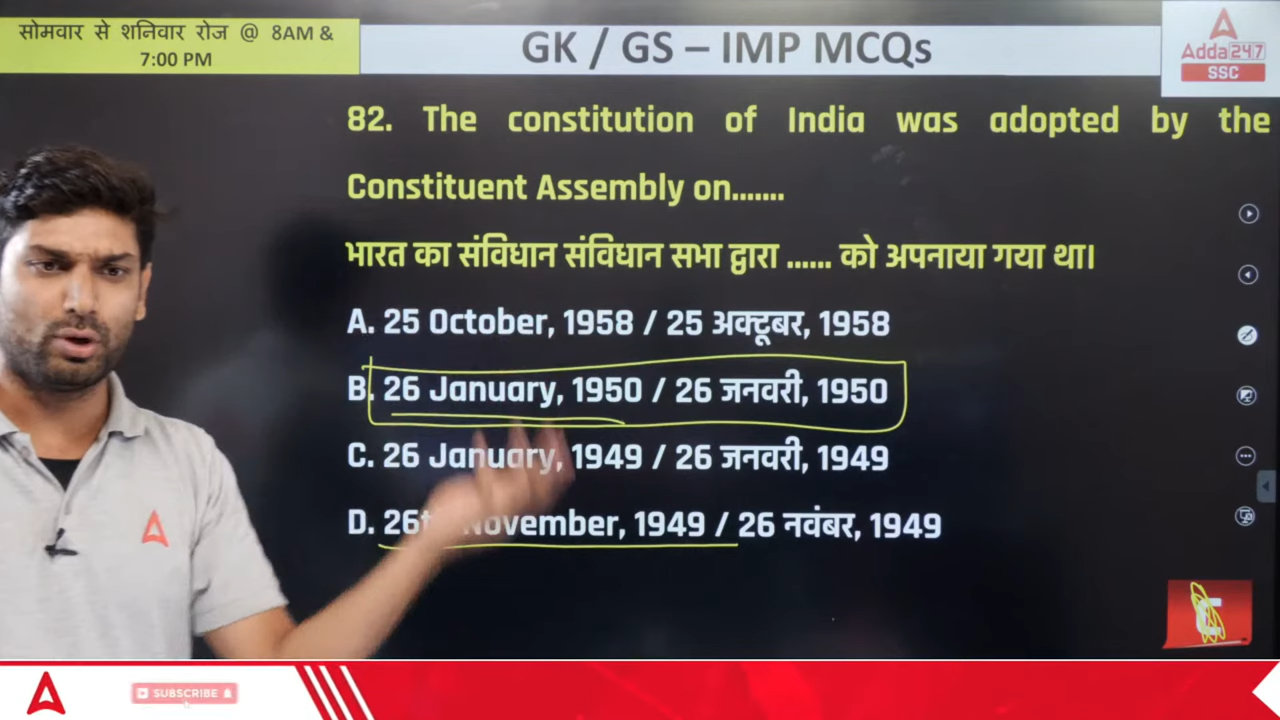 सोमवार से शनिवार रोज @ 8AM &
7:00 PM
GK / GS – IMP MCQs
Adda 247
SSC
82. The constitution of India was adopted by the
Constituent Assembly on.......
भारत का संविधान संविधान सभा द्वारा ...... को अपनाया गया था।
A. 25 October, 1958 / 25 अक्टूबर, 1958
B. 26 January, 1950 / 26 जनवरी, 1950
C. 26 January, 1949 / 26 जनवरी, 1949
D. November, 1949 / 26 नवंबर, 1949
SUBSCRIBE